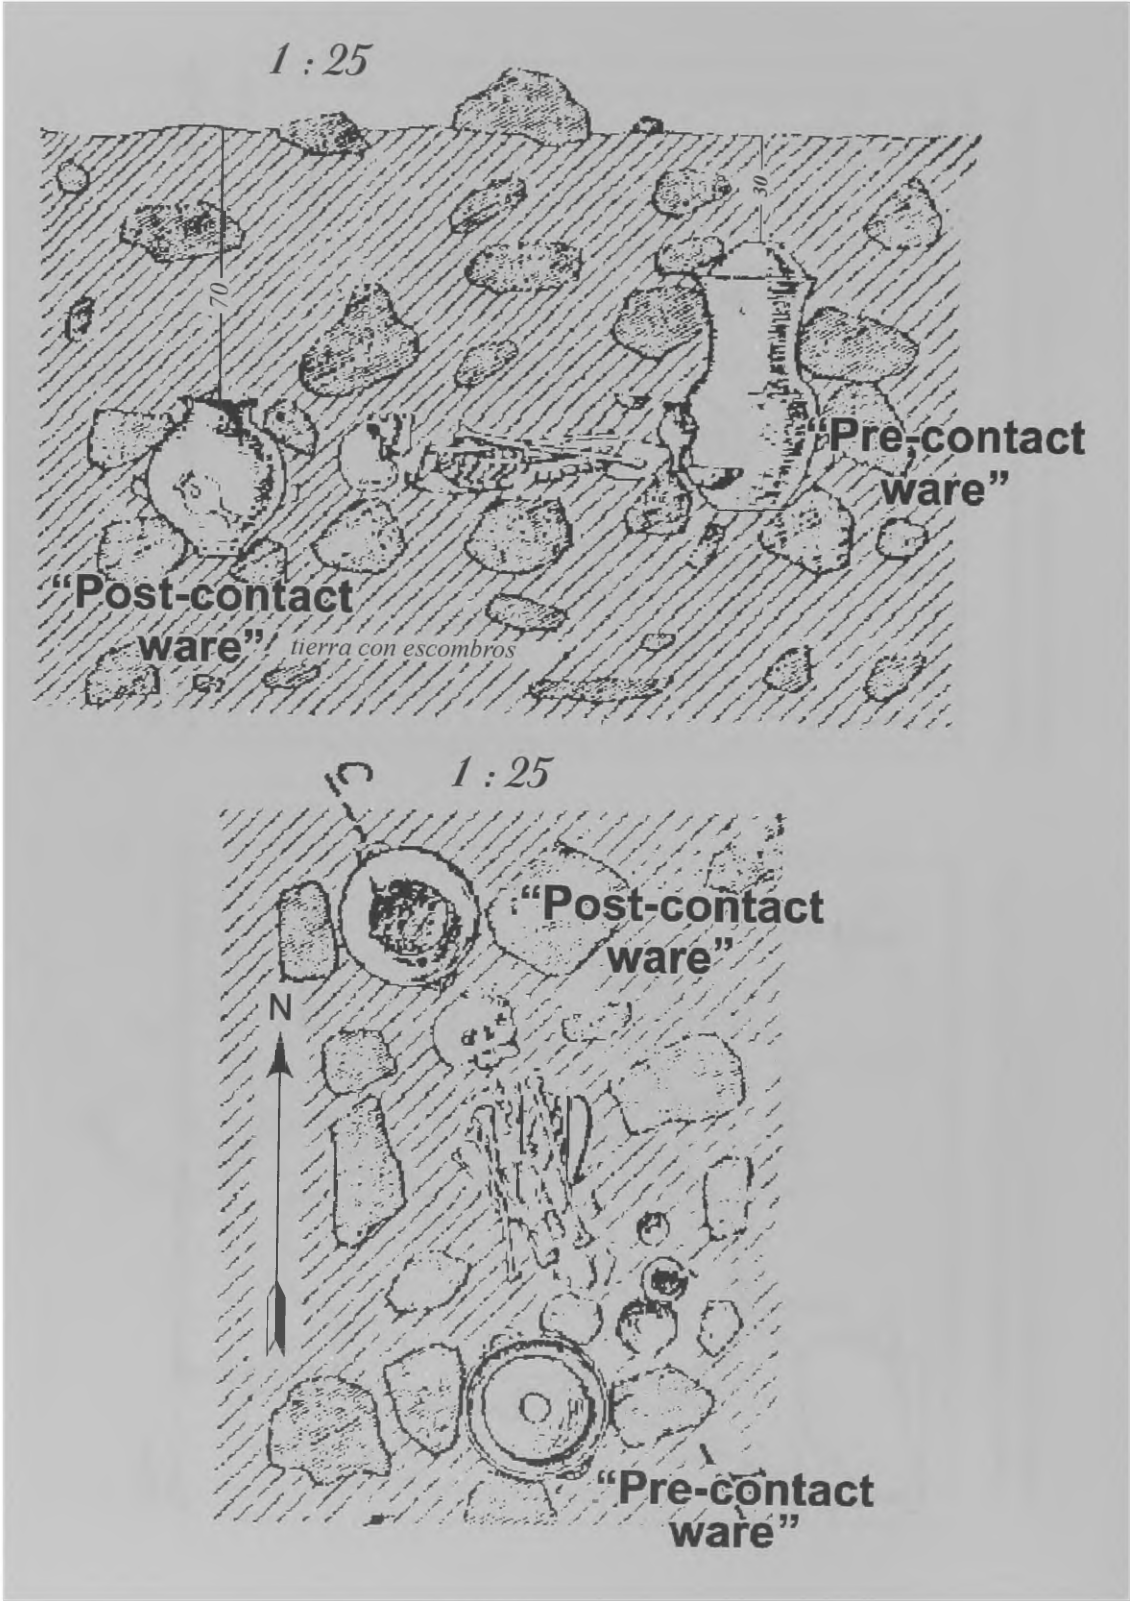 1 : 25
30
70
“Pre-contact
ware”
“Post-contact
ware”
tierra con escombros
1 : 25
C
“Post-contact
ware”
N
“Pre-contact
ware”